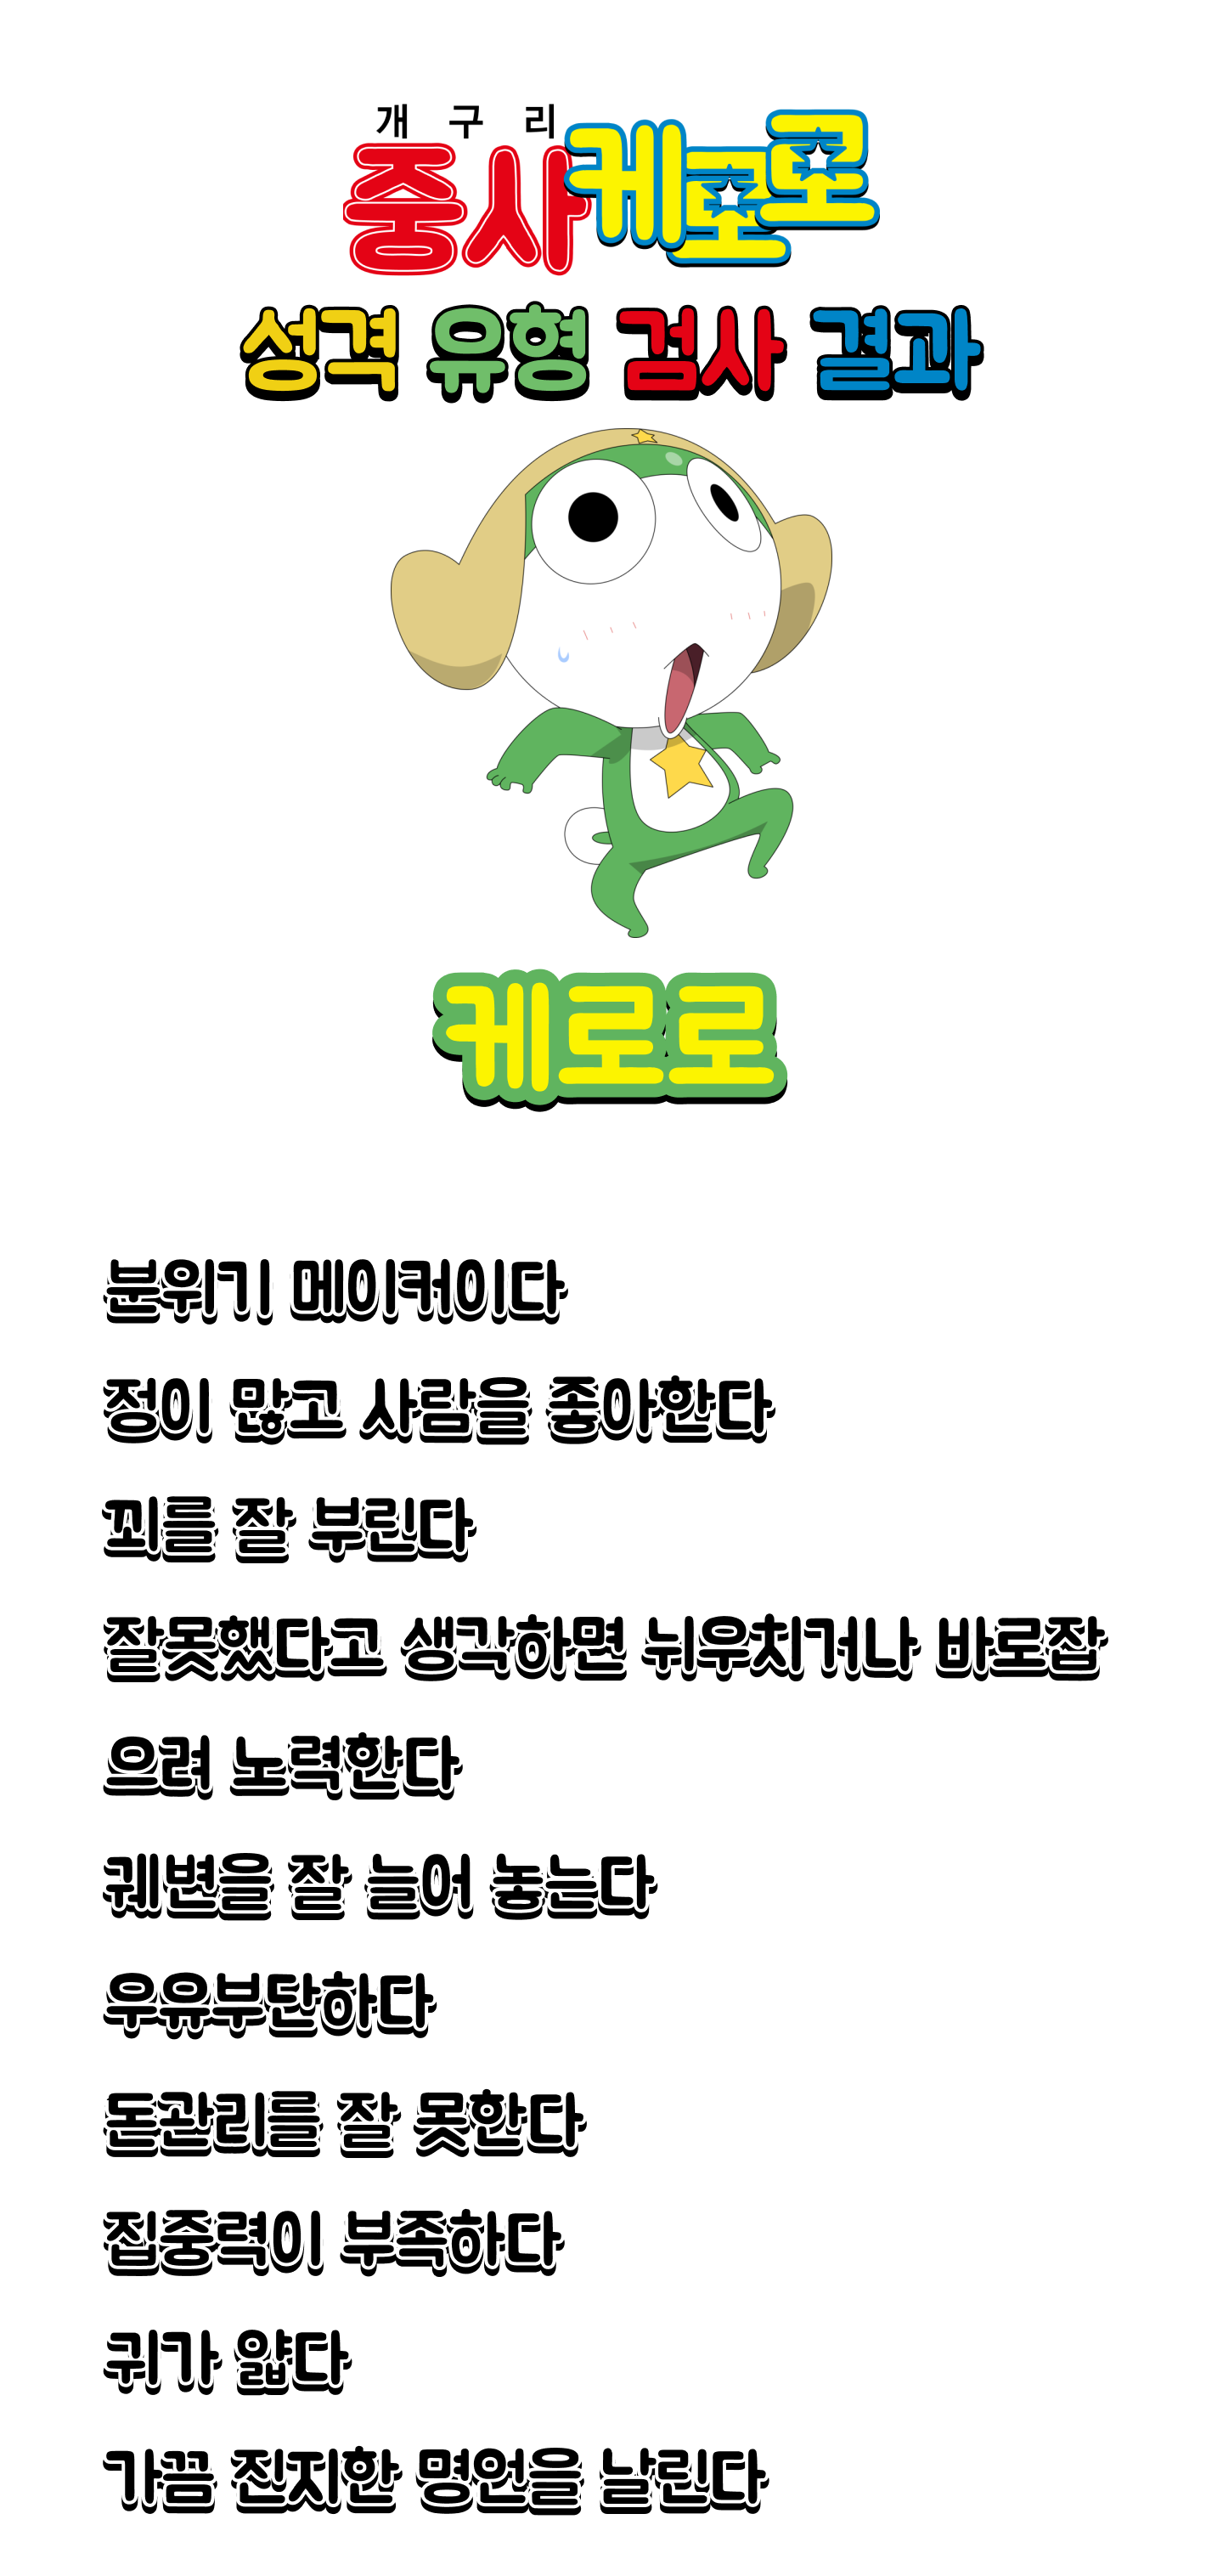 개 구 리
중사케로로
성격 유형 검사 결과
케로로
분위기 메이커이다
정이 많고 사람을 좋아한다
꾀를 잘 부린다
잘못했다고 생각하면 뉘우치거나 바로잡
으려 노력한다
궤변을 잘 늘어 놓는다
우유부단하다
돈관리를 잘 못한다
집중력이 부족하다
귀가 얇다
가끔 진지한 명언을 날린다